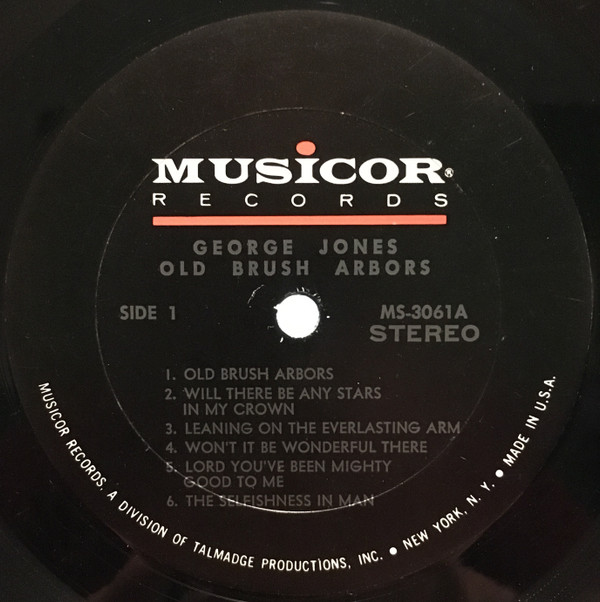 MUSICOR®
RECORDS
GEORGE JONES
OLD BRUSH ARBORS
SIDE 1
MS-3061A
STEREO
1. OLD BRUSH ARBORS
2. WILL THERE BE ANY STARS
IN MY CROWN
3. LEANING ON THE EVERLASTING ARM
4. WON'T IT BE WONDERFUL THERE
5. LORD YOU'VE BEEN MIGHTY
GOOD TO ME
6. THE SELFISHNESS IN MAN
MUSICOR RECORDS, A DIVISION OF TALMADGE PRODUCTIONS, INC. ● NEW YORK, N. Y. ● MADE IN U.S.A.